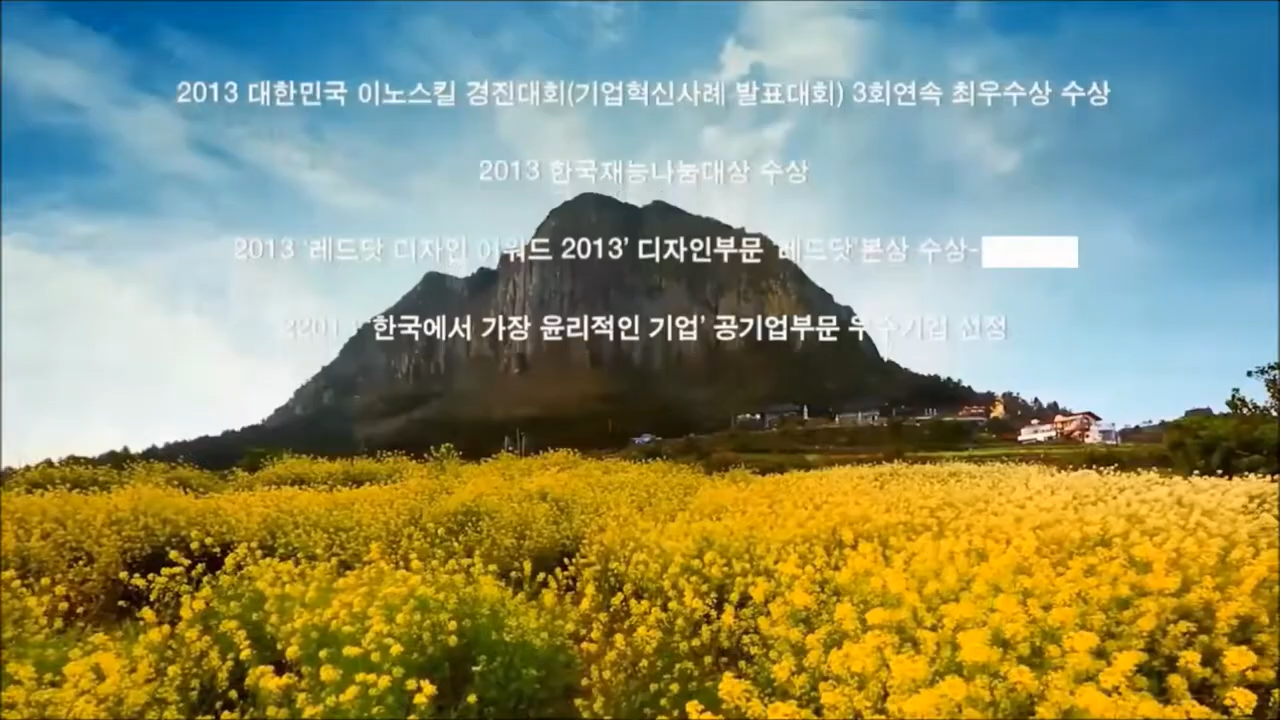 2013 대한민국 이노스킬 경진대회(기업혁신사례 발표대회) 3회연속 최우수상 수상
2013 한국재능나눔대상 수상
2013 '레드닷 디자인 어워드 2013' 디자인부문 '레드닷'본상 수상-
'한국에서 가장 윤리적인 기업' 공기업부문 우수기업 선정